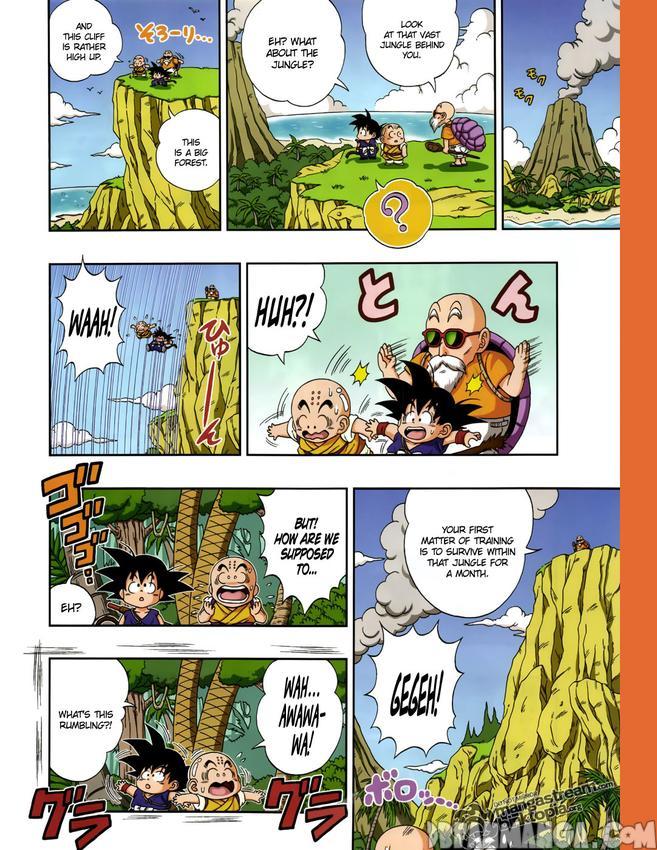 モク
モク
LOOK
AT THAT VAST
JUNGLE BEHIND
YOU.
EH? WHAT
ABOUT THE
JUNGLE?
?
AND
THIS CLIFF
IS RATHER
HIGH UP.
そろーり...
THIS
IS A BIG
FOREST.
とん
HUH?!
WAAH!
ひゅーん
YOUR FIRST
MATTER OF TRAINING
IS TO SURVIVE WITHIN
THAT JUNGLE FOR
A MONTH.
GEGEH!
ボロッ...
BUT!
HOW ARE WE
SUPPOSED
TO...
ゴゴゴゴ...
EH?
WAH...
AWAWA-
WA!
WHAT'S THIS
RUMBLING?!
グラ
グラ
mangastream.com